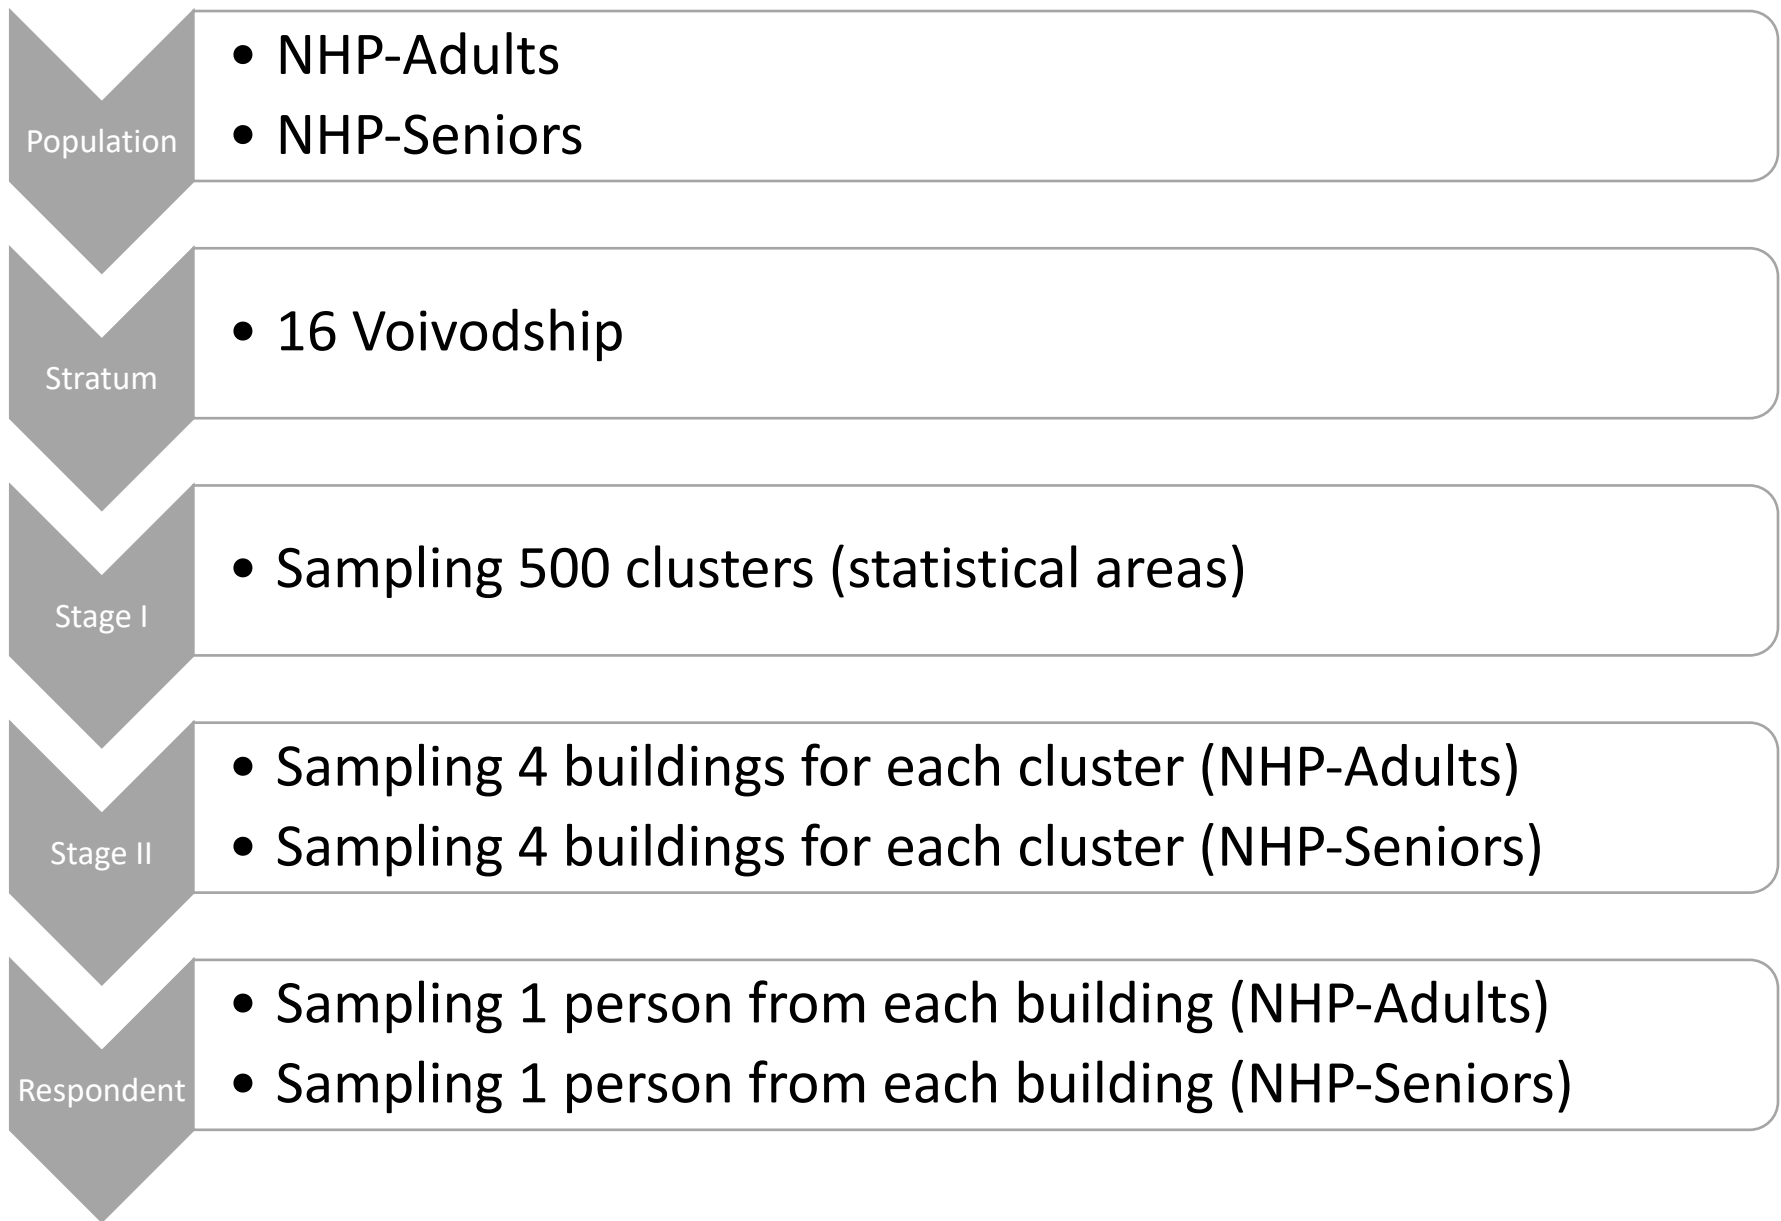 Population
• NHP-Adults
• NHP-Seniors
Stratum
• 16 Voivodship
Stage I
• Sampling 500 clusters (statistical areas)
Stage II
• Sampling 4 buildings for each cluster (NHP-Adults)
• Sampling 4 buildings for each cluster (NHP-Seniors)
Respondent
• Sampling 1 person from each building (NHP-Adults)
• Sampling 1 person from each building (NHP-Seniors)